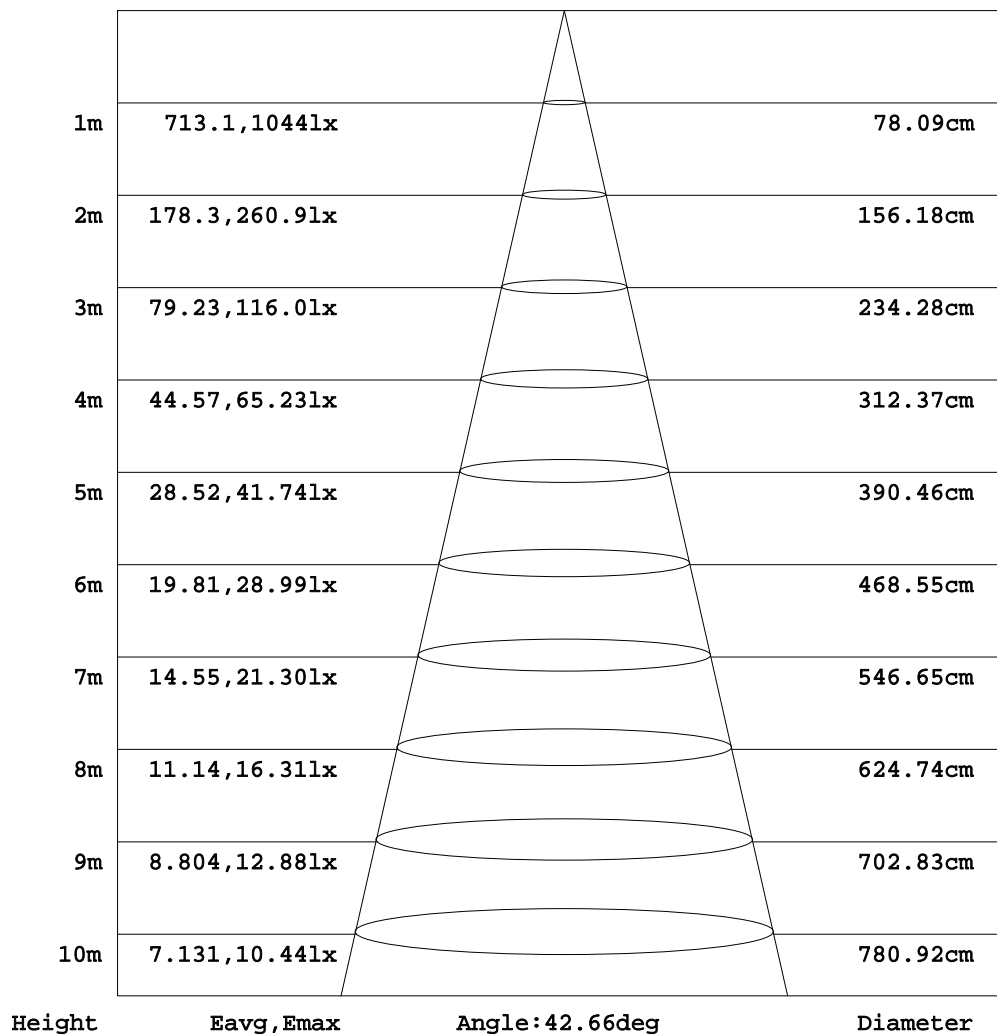 1m 713.1,1044lx 78.09cm
2m 178.3,260.9lx 156.18cm
3m 79.23,116.0lx 234.28cm
4m 44.57,65.23lx 312.37cm
5m 28.52,41.74lx 390.46cm
6m 19.81,28.99lx 468.55cm
7m 14.55,21.30lx 546.65cm
8m 11.14,16.31lx 624.74cm
9m 8.804,12.88lx 702.83cm
10m 7.131,10.44lx 780.92cm
Height Eavg,Emax Angle:42.66deg Diameter